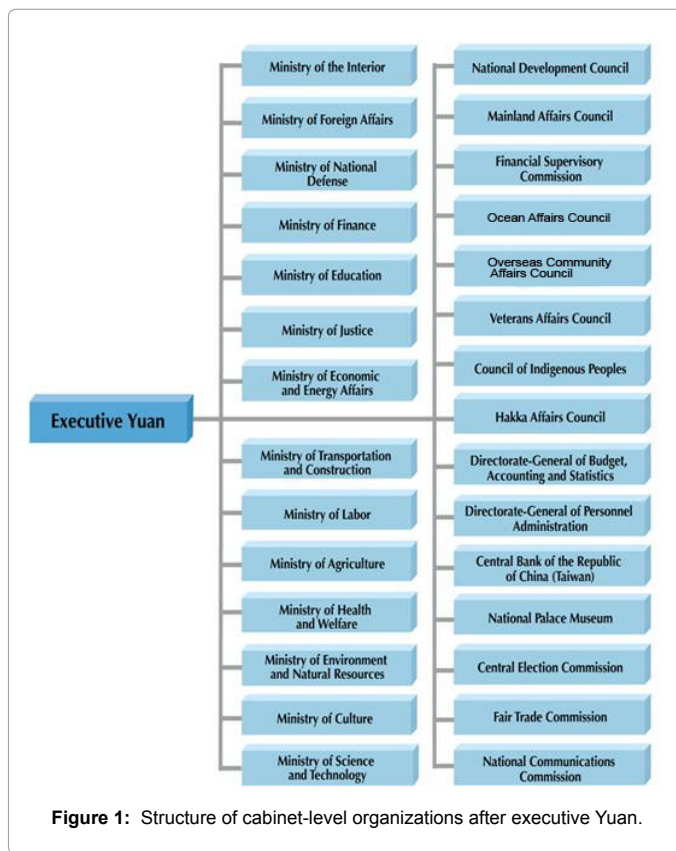 Executive Yuan
Ministry of the Interior
Ministry of Foreign Affairs
Ministry of National
Defense
Ministry of Finance
Ministry of Education
Ministry of Justice
Ministry of Economic
and Energy Affairs
Ministry of Transportation
and Construction
Ministry of Labor
Ministry of Agriculture
Ministry of Health
and Welfare
Ministry of Environment
and Natural Resources
Ministry of Culture
Ministry of Science
and Technology
National Development Council
Mainland Affairs Council
Financial Supervisory
Commission
Ocean Affairs Council
Overseas Community
Affairs Council
Veterans Affairs Council
Council of Indigenous Peoples
Hakka Affairs Council
Directorate-General of Budget,
Accounting and Statistics
Directorate-General of Personnel
Administration
Central Bank of the Republic
of China (Taiwan)
National Palace Museum
Central Election Commission
Fair Trade Commission
National Communications
Commission
Figure 1: Structure of cabinet-level organizations after executive Yuan.